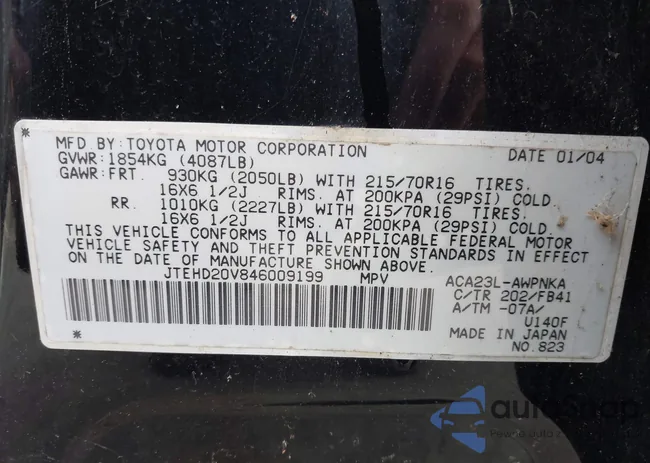 MFD BY: TOYOTA MOTOR CORPORATION DATE 01/04
GVWR: 1854KG (4087LB)
GAWR: FRT. 930KG (2050LB) WITH 215/70R16 TIRES.
16X6 1/2J RIMS. AT 200KPA (29PSI) COLD.
RR. 1010KG (2227LB) WITH 215/70R16 TIRES.
16X6 1/2J RIMS. AT 200KPA (29PSI) COLD.
THIS VEHICLE CONFORMS TO ALL APPLICABLE FEDERAL MOTOR
VEHICLE SAFETY AND THEFT PREVENTION STANDARDS IN EFFECT
ON THE DATE OF MANUFACTURE SHOWN ABOVE.
JTEHD20V846009199 MPV
ACA23L-AWPNKA
C/TR 202/FB41
A/TM -07A/
U140F
MADE IN JAPAN
NO. 823
autoSnap